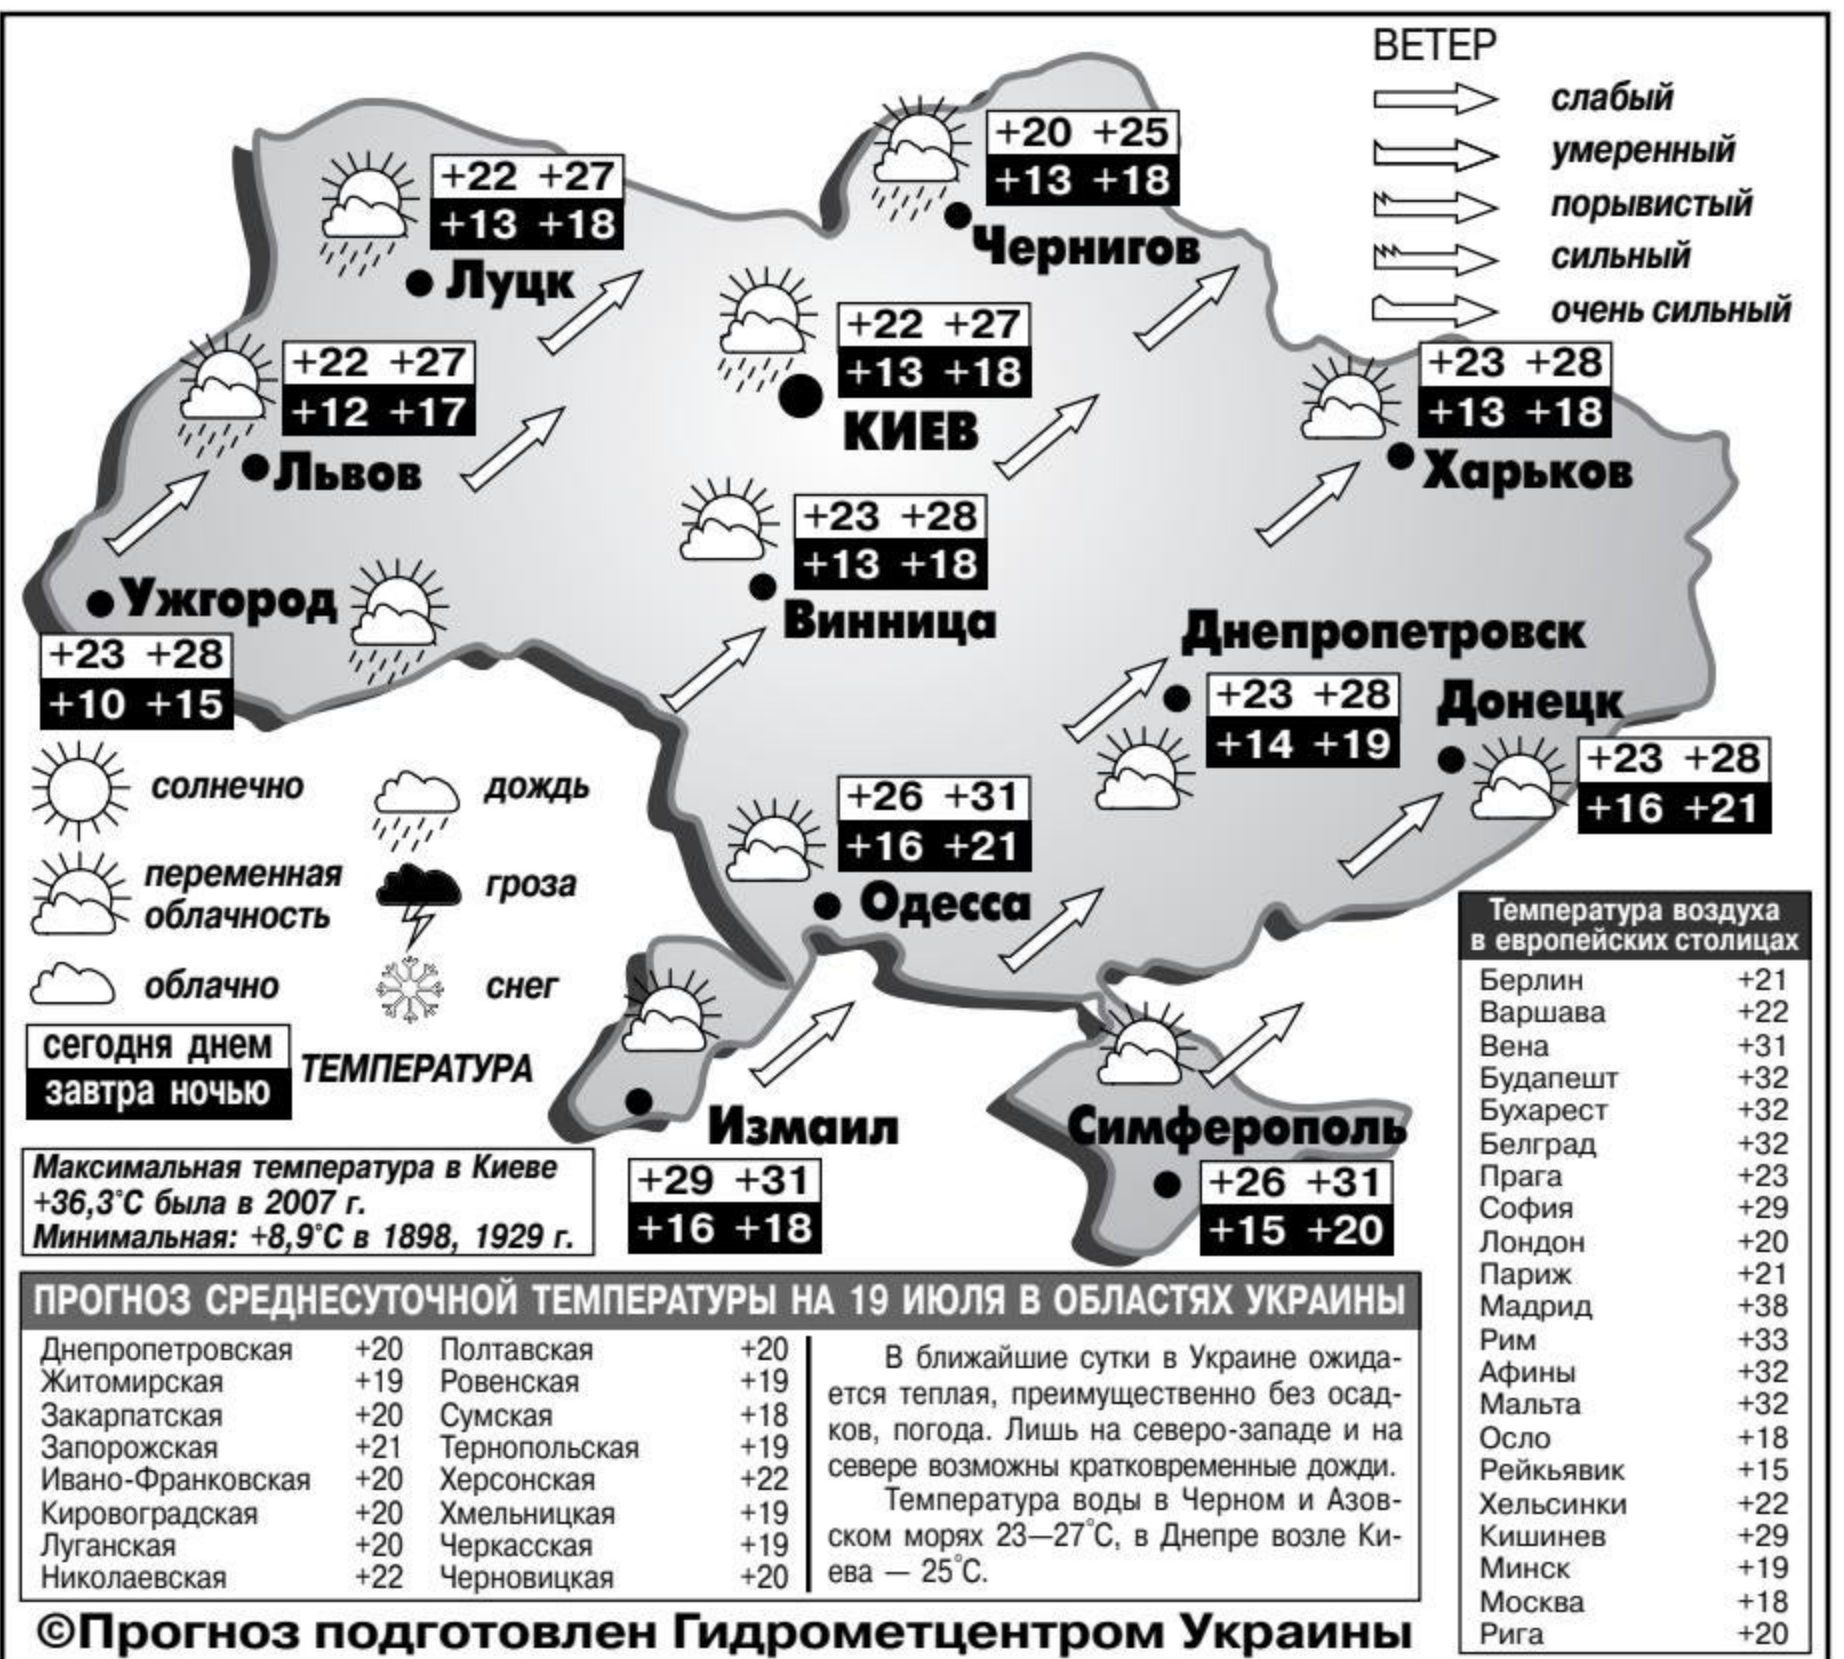 ВЕТЕР
слабый
умеренный
порывистый
сильный
очень сильный
+20 +25
+13 +18
Чернигов
+22 +27
+13 +18
Луцк
+22 +27
+13 +18
КИЕВ
+22 +27
+12 +17
Львов
+23 +28
+13 +18
Харьков
+23 +28
+13 +18
Винница
Ужгород
+23 +28
+10 +15
Днепропетровск
+23 +28
+14 +19
Донецк
+23 +28
+16 +21
+26 +31
+16 +21
Одесса
солнечно
дождь
переменная
облачность
гроза
облачно
снег
сегодня днем
завтра ночью
ТЕМПЕРАТУРА
Измаил
+29 +31
+16 +18
Симферополь
+26 +31
+15 +20
Максимальная температура в Киеве
+36,3°С была в 2007 г.
Минимальная: +8,9°С в 1898, 1929 г.
Температура воздуха
в европейских столицах
Берлин +21
Варшава +22
Вена +31
Будапешт +32
Бухарест +32
Белград +32
Прага +23
София +29
Лондон +20
Париж +21
Мадрид +38
Рим +33
Афины +32
Мальта +32
Осло +18
Рейкьявик +15
Хельсинки +22
Кишинев +29
Минск +19
Москва +18
Рига +20
ПРОГНОЗ СРЕДНЕСУТОЧНОЙ ТЕМПЕРАТУРЫ НА 19 ИЮЛЯ В ОБЛАСТЯХ УКРАИНЫ
Днепропетровская +20
Житомирская +19
Закарпатская +20
Запорожская +21
Ивано-Франковская +20
Кировоградская +20
Луганская +20
Николаевская +22
Полтавская +20
Ровенская +19
Сумская +18
Тернопольская +19
Херсонская +22
Хмельницкая +19
Черкасская +19
Черновицкая +20
В ближайшие сутки в Украине ожида-
ется теплая, преимущественно без осад-
ков, погода. Лишь на северо-западе и на
севере возможны кратковременные дожди.
Температура воды в Черном и Азов-
ском морях 23—27°С, в Днепре возле Ки-
ева — 25°С.
©Прогноз подготовлен Гидрометцентром Украины